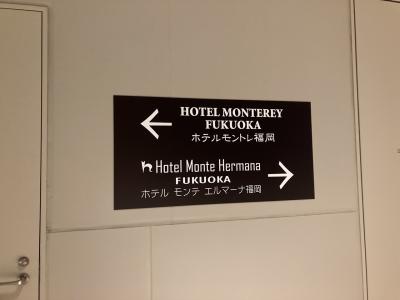 HOTEL MONTEREY
FUKUOKA
ホテルモントレ福岡
Hotel Monte Hermana
FUKUOKA
ホテル モンテ エルマーナ福岡